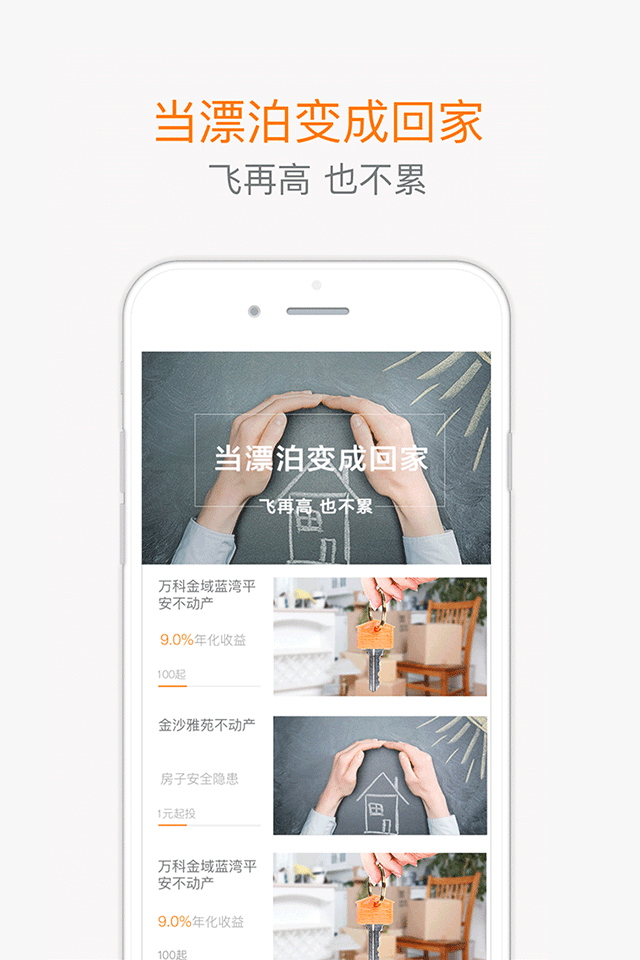 当漂泊变成回家
飞再高 也不累
当漂泊变成回家
飞再高 也不累
万科金域蓝湾平
安不动产
9.0%年化收益
100起
金沙雅苑不动产
房子安全隐患
1元起投
万科金域蓝湾平
安不动产
9.0%年化收益
100起